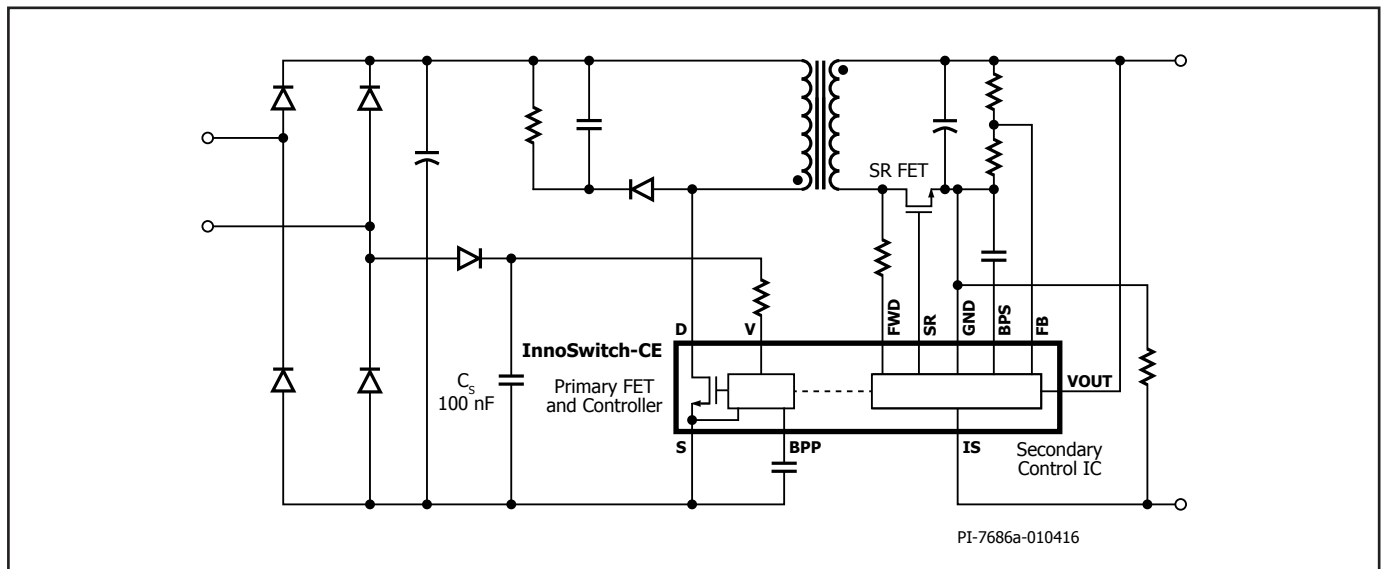 SR FET
FWD
SR
GND
BPS
FB
D
V
InnoSwitch-CE
Primary FET
and Controller
VOUT
CS
100 nF
S
BPP
IS
Secondary
Control IC
PI-7686a-010416